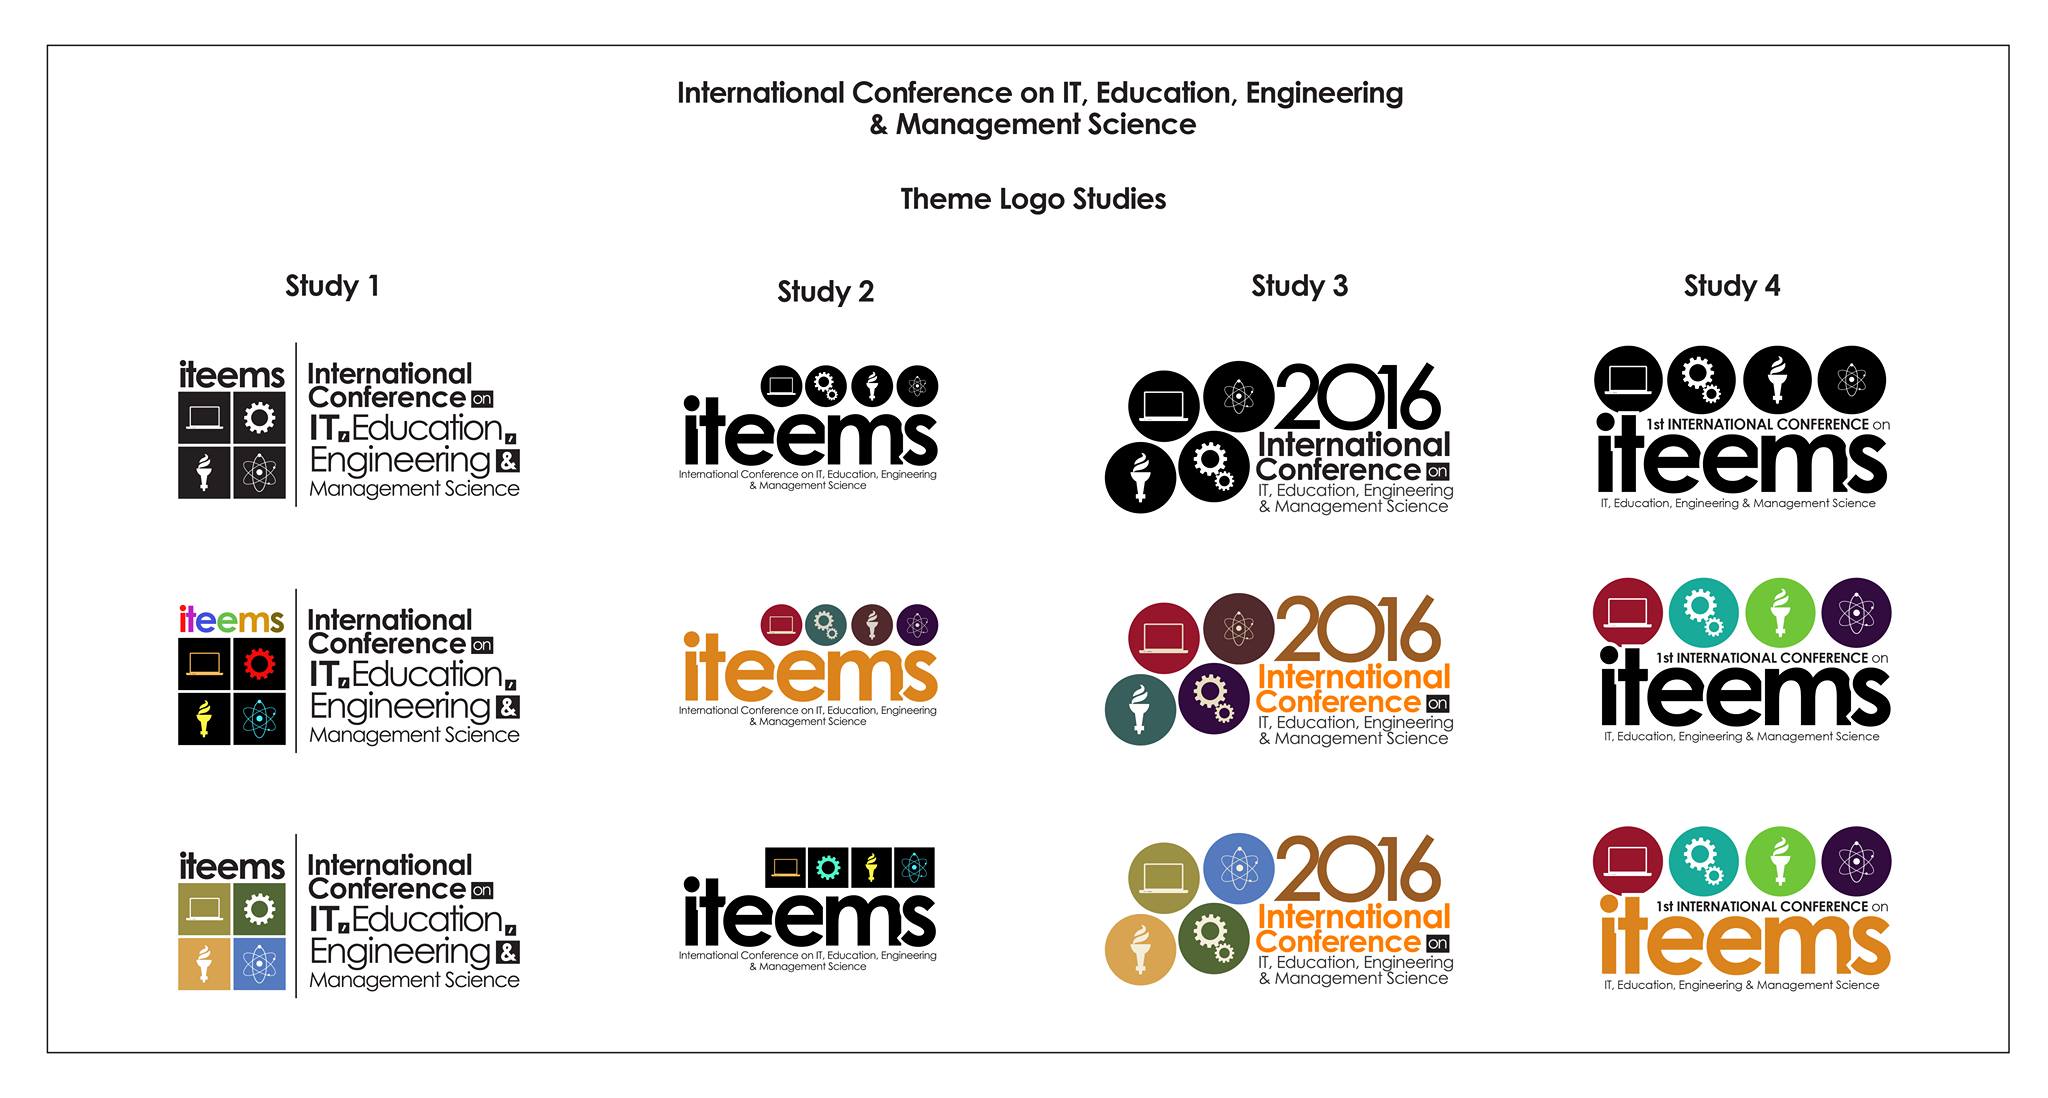 International Conference on IT, Education, Engineering
& Management Science
Theme Logo Studies
Study 1
Study 2
Study 3
Study 4
iteems
International
Conference on
IT, Education,
Engineering &
Management Science
iteems
International Conference on IT, Education, Engineering
& Management Science
2016
International
Conference on
IT, Education, Engineering
& Management Science
1st INTERNATIONAL CONFERENCE on
iteems
IT, Education, Engineering & Management Science
iteems
International
Conference on
IT, Education,
Engineering &
Management Science
iteems
International Conference on IT, Education, Engineering
& Management Science
2016
International
Conference on
IT, Education, Engineering
& Management Science
1st INTERNATIONAL CONFERENCE on
iteems
IT, Education, Engineering & Management Science
iteems
International
Conference on
IT, Education,
Engineering &
Management Science
iteems
International Conference on IT, Education, Engineering
& Management Science
2016
International
Conference on
IT, Education, Engineering
& Management Science
1st INTERNATIONAL CONFERENCE on
iteems
IT, Education, Engineering & Management Science